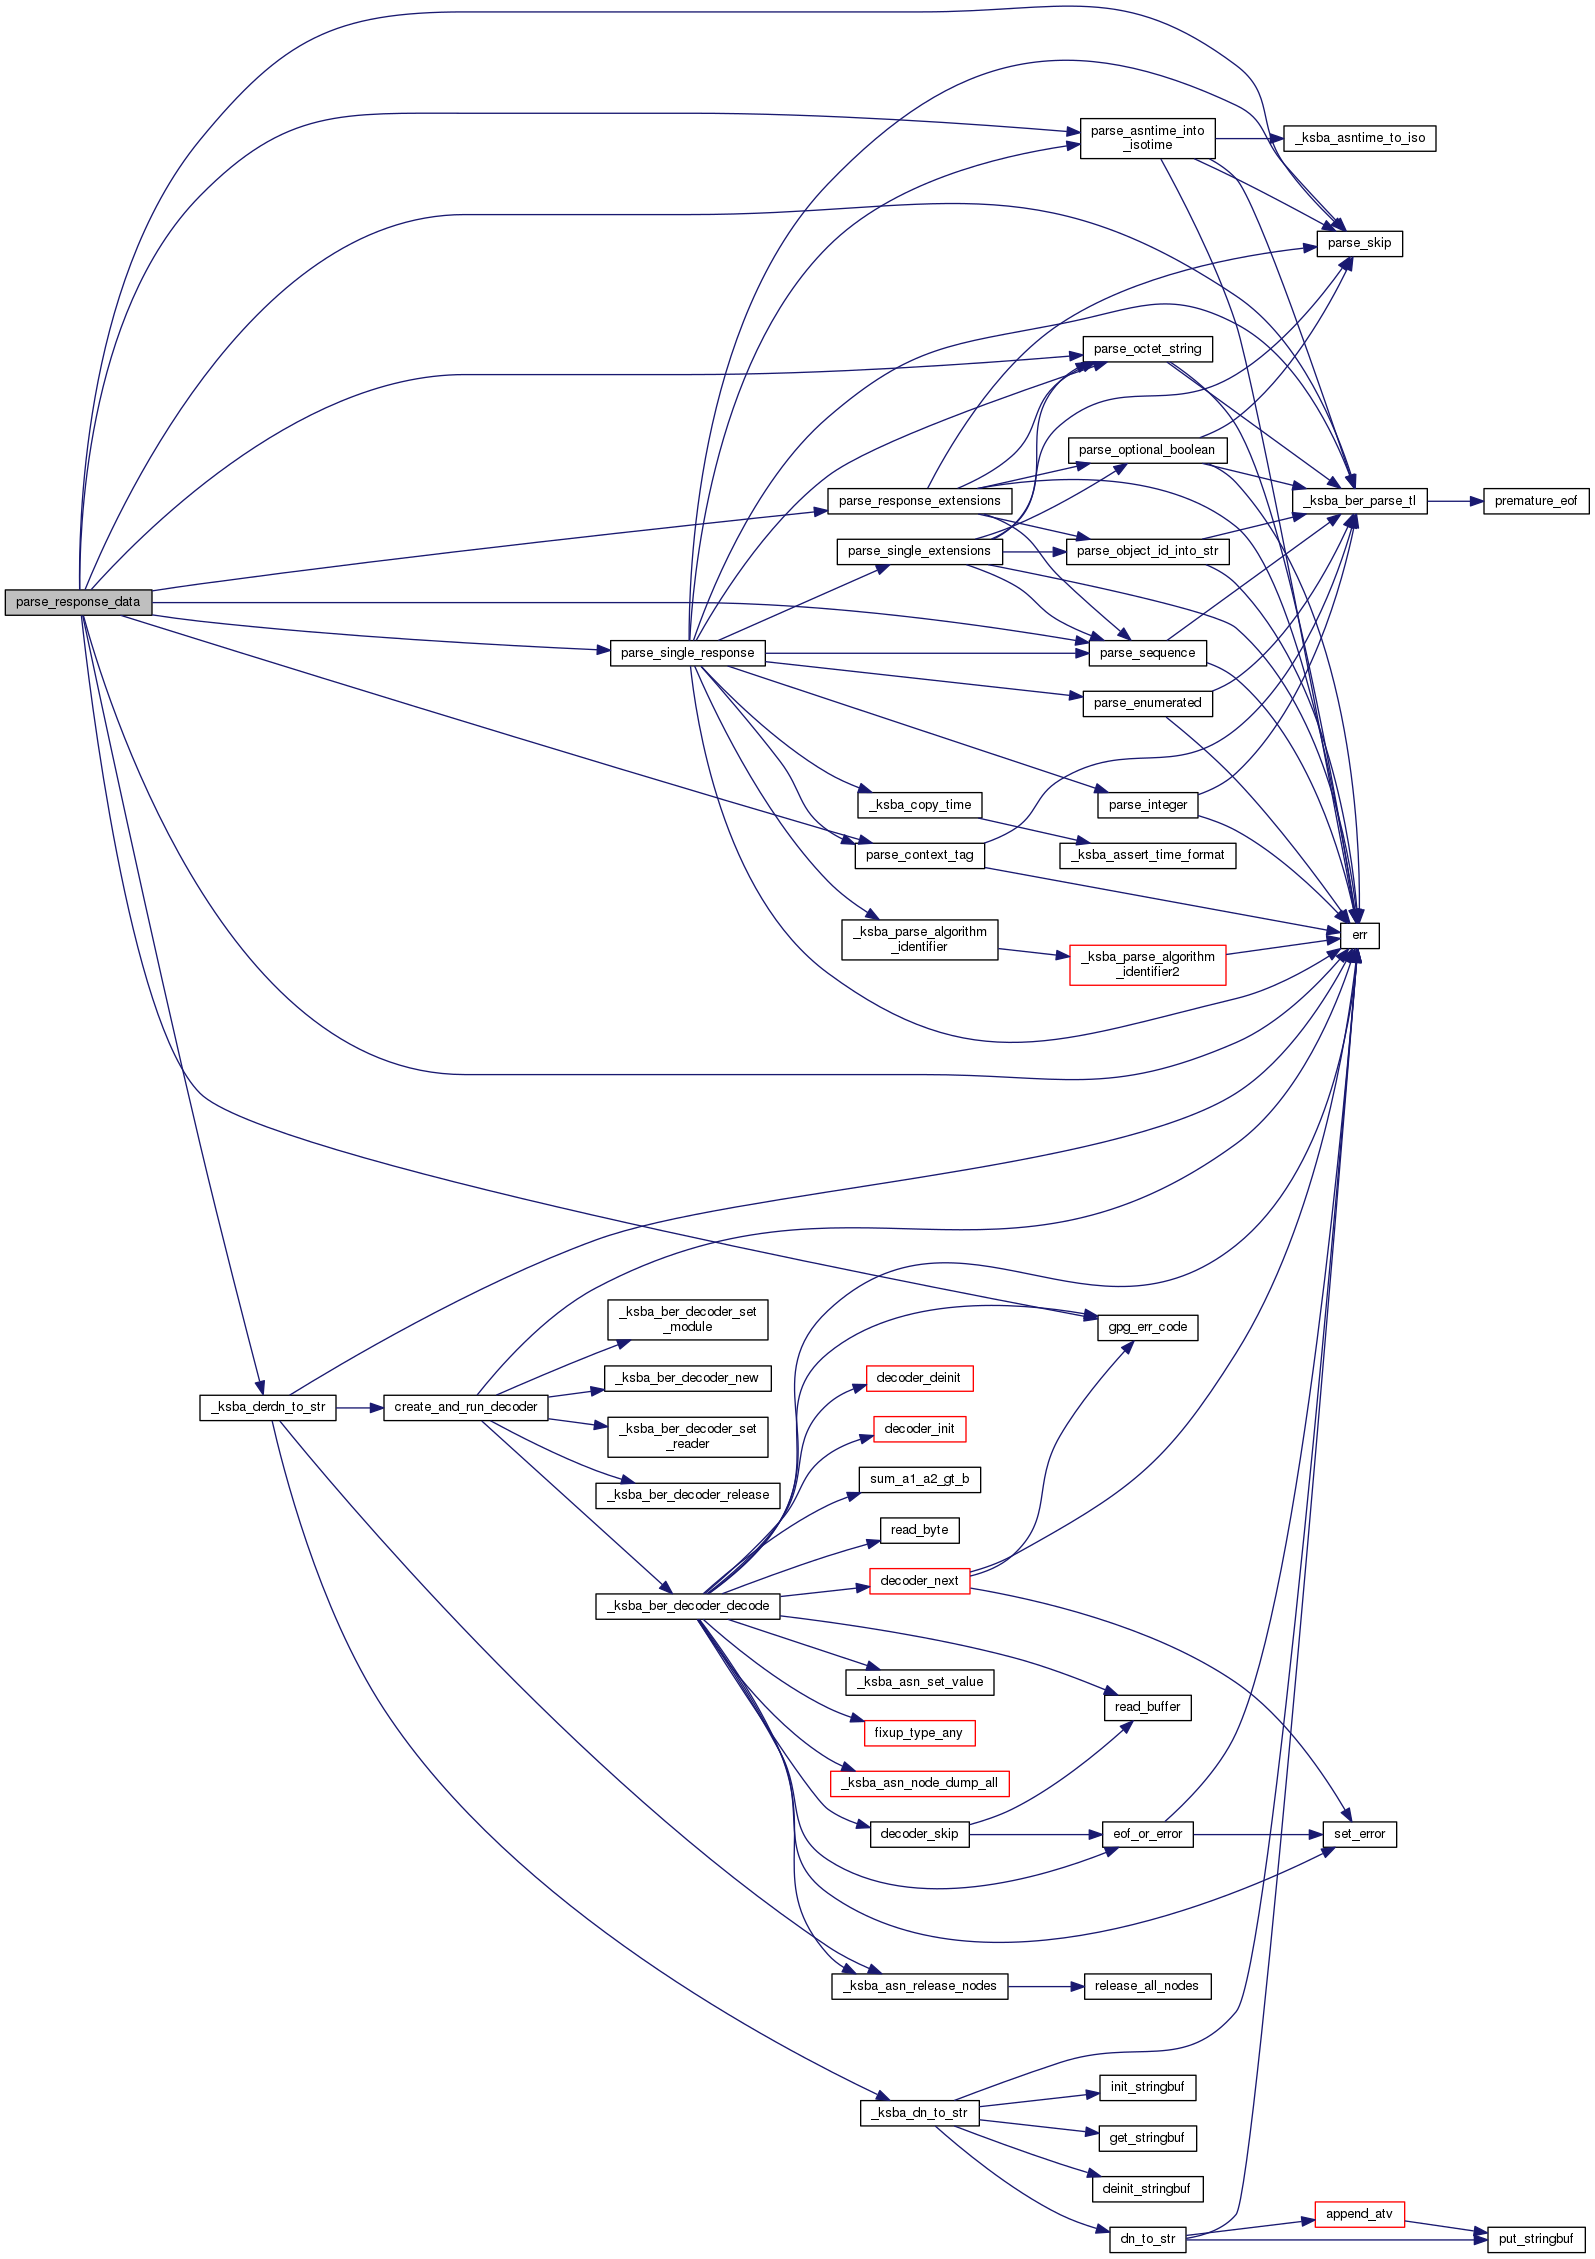 parse_asntime_into
_isotime
_ksba_asntime_to_iso
parse_skip
parse_octet_string
parse_optional_boolean
parse_response_extensions
_ksba_ber_parse_tl
premature_eof
parse_single_extensions
parse_object_id_into_str
parse_response_data
parse_single_response
parse_sequence
parse_enumerated
_ksba_copy_time
parse_integer
parse_context_tag
_ksba_assert_time_format
_ksba_parse_algorithm
_identifier
err
_ksba_parse_algorithm
_identifier2
_ksba_ber_decoder_set
_module
gpg_err_code
_ksba_ber_decoder_new
decoder_deinit
_ksba_derdn_to_str
create_and_run_decoder
_ksba_ber_decoder_set
_reader
decoder_init
sum_a1_a2_gt_b
_ksba_ber_decoder_release
read_byte
decoder_next
_ksba_ber_decoder_decode
_ksba_asn_set_value
read_buffer
fixup_type_any
_ksba_asn_node_dump_all
decoder_skip
eof_or_error
set_error
_ksba_asn_release_nodes
release_all_nodes
init_stringbuf
_ksba_dn_to_str
get_stringbuf
deinit_stringbuf
append_atv
dn_to_str
put_stringbuf